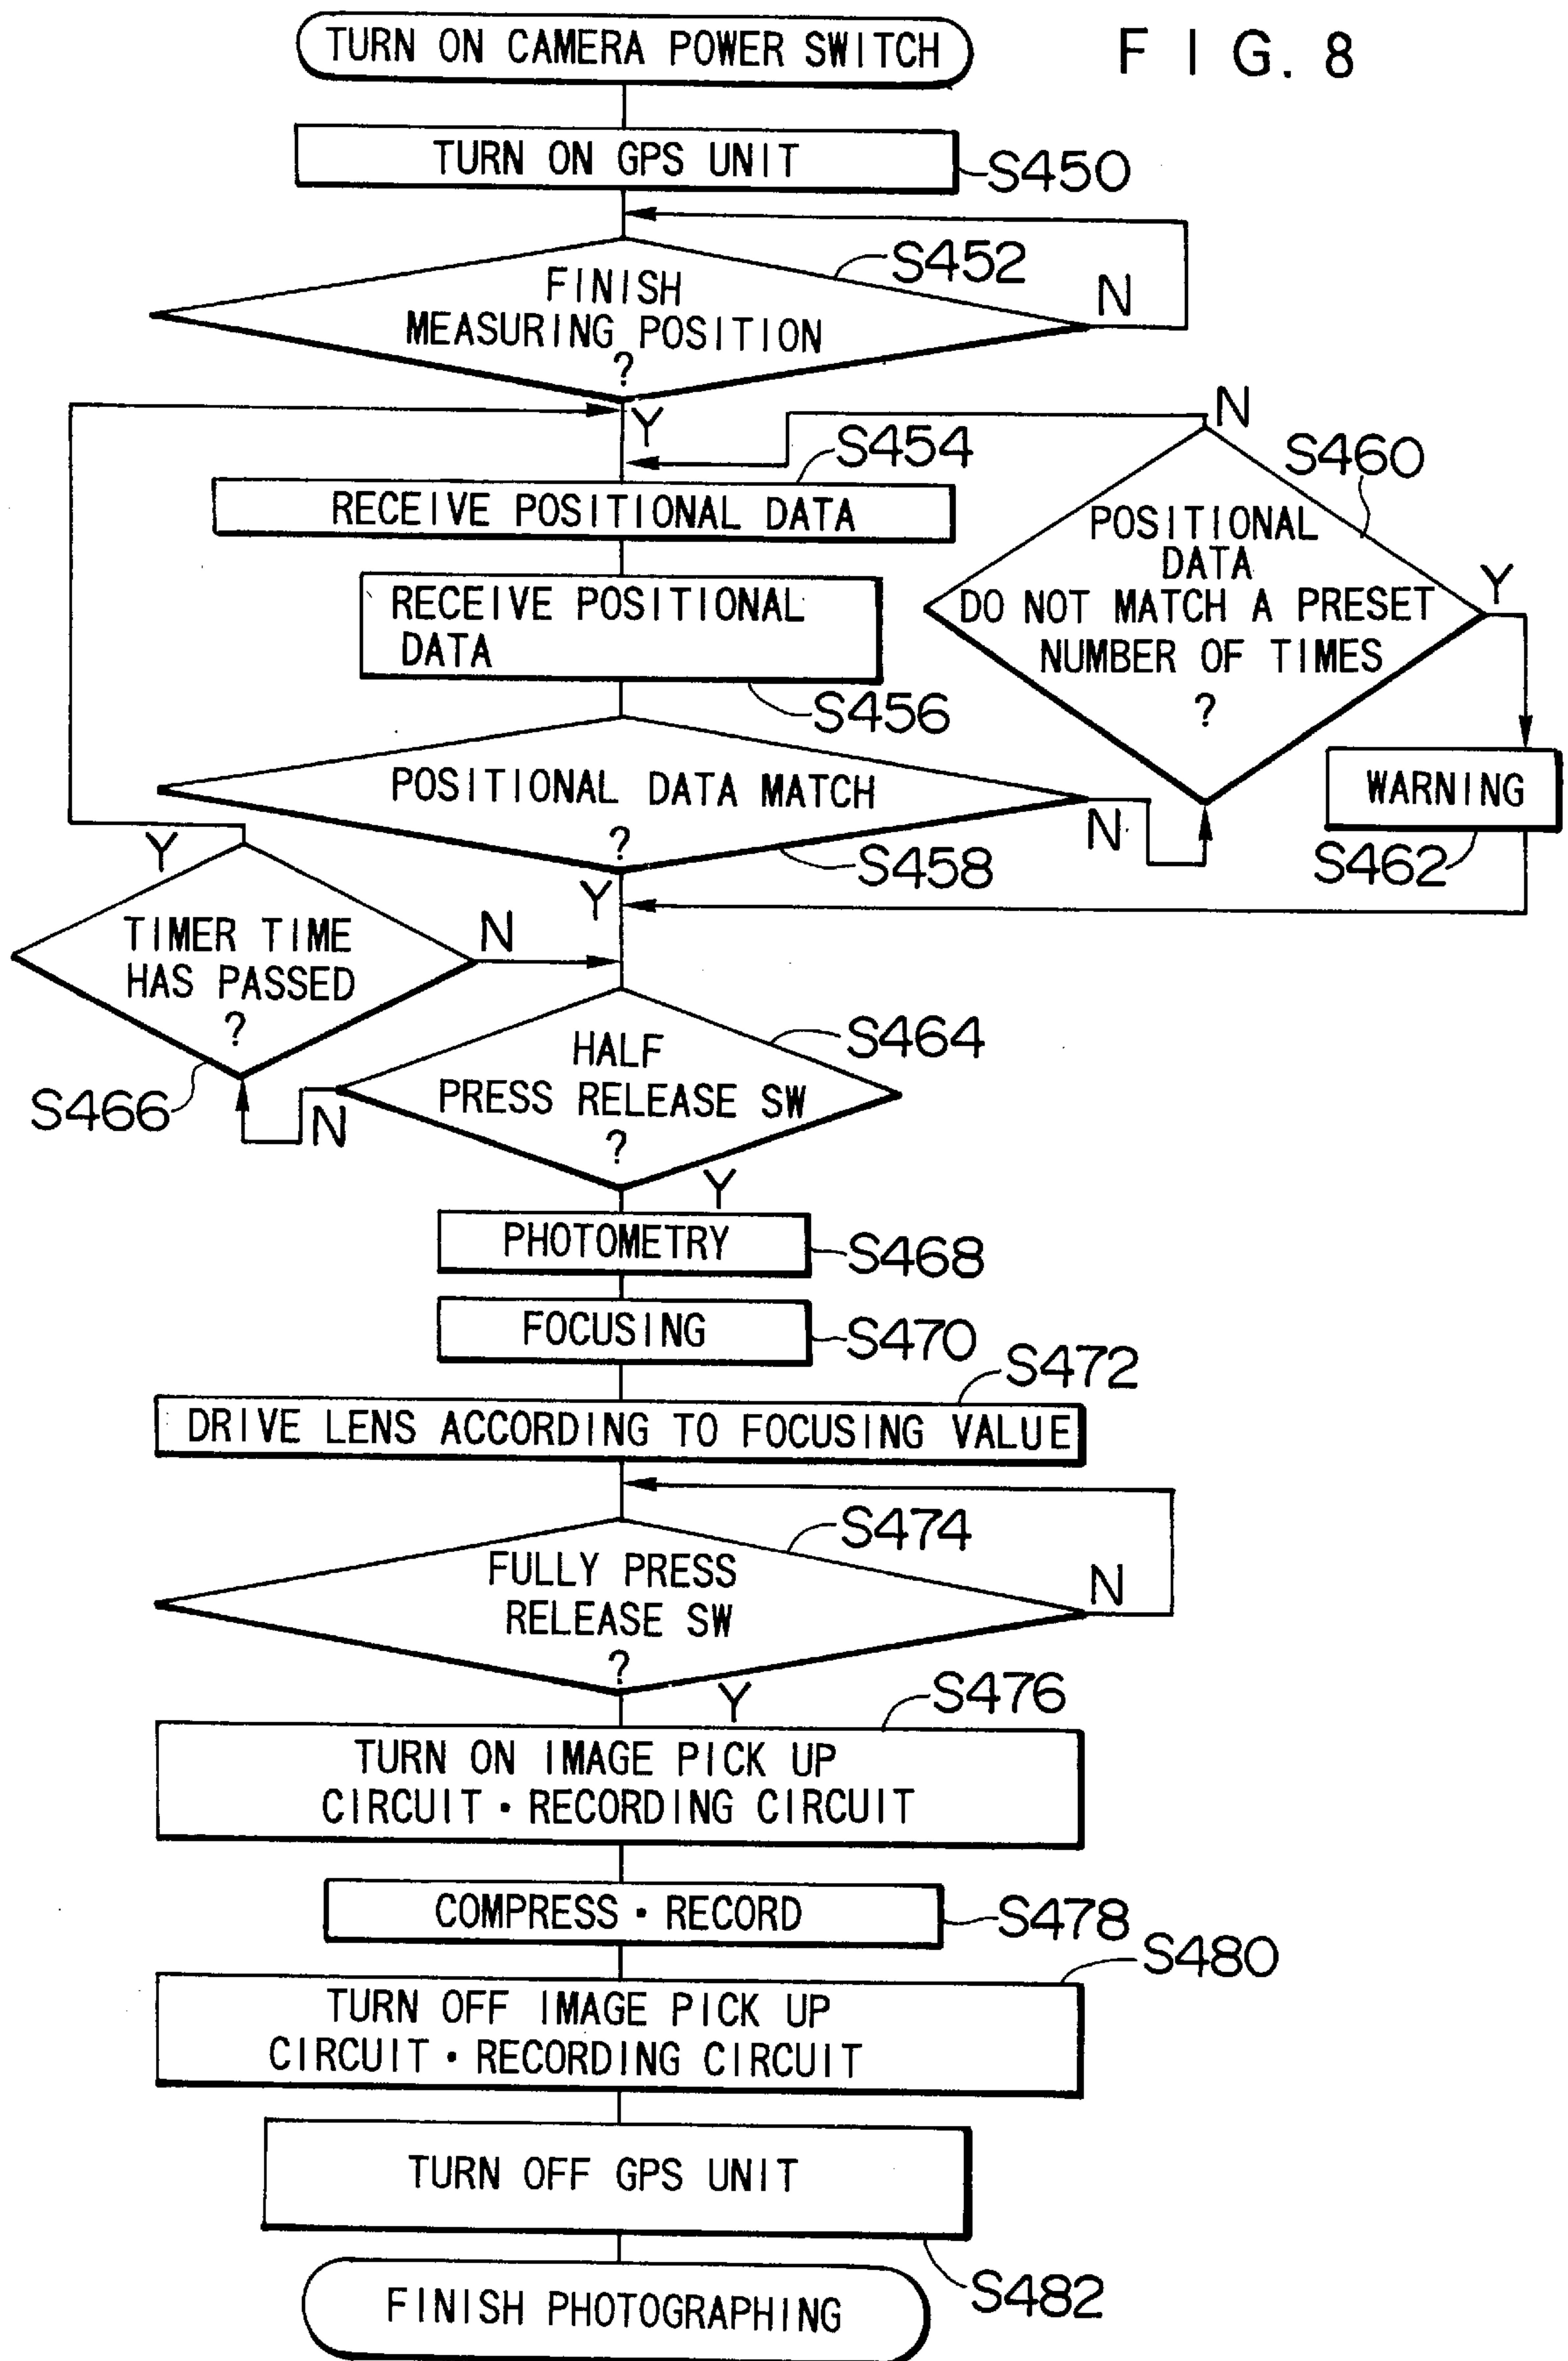 TURN ON CAMERA POWER SWITCH
FIG. 8
TURN ON GPS UNIT
S450
S452
FINISH
MEASURING POSITION
?
N
Y
N
S454
S460
RECEIVE POSITIONAL DATA
POSITIONAL
DATA
DO NOT MATCH A PRESET
NUMBER OF TIMES
?
Y
RECEIVE POSITIONAL
DATA
S456
POSITIONAL DATA MATCH
?
N
WARNING
S458
S462
Y
Y
TIMER TIME
HAS PASSED
?
N
S466
S464
HALF
PRESS RELEASE SW
?
N
Y
PHOTOMETRY
S468
FOCUSING
S470
S472
DRIVE LENS ACCORDING TO FOCUSING VALUE
S474
FULLY PRESS
RELEASE SW
?
N
Y
S476
TURN ON IMAGE PICK UP
CIRCUIT・RECORDING CIRCUIT
COMPRESS・RECORD
S478
S480
TURN OFF IMAGE PICK UP
CIRCUIT・RECORDING CIRCUIT
TURN OFF GPS UNIT
S482
FINISH PHOTOGRAPHING